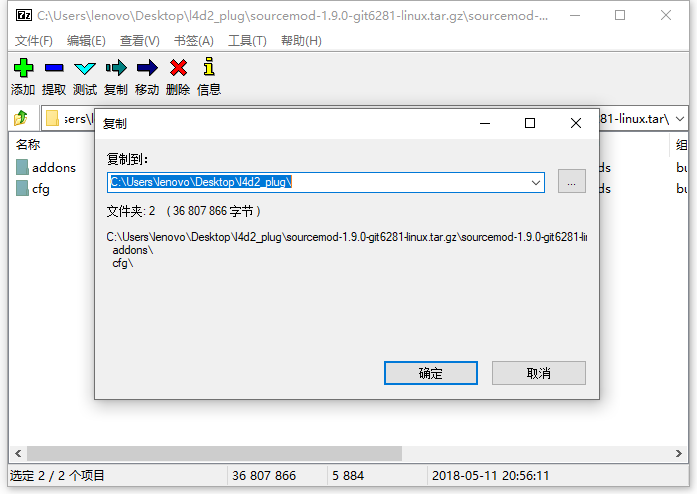 C:\Users\lenovo\Desktop\l4d2_plug\sourcemod-1.9.0-git6281-linux.tar.gz\sourcemod-...
文件(F) 编辑(E) 查看(V) 书签(A) 工具(T) 帮助(H)
添加 提取 测试 复制 移动 删除 信息
81-linux.tar\
名称 组
addons ds bu
cfg ds bu
复制
复制到：
C:\Users\lenovo\Desktop\l4d2_plug\
...
文件夹: 2 ( 36 807 866 字节 )
C:\Users\lenovo\Desktop\l4d2_plug\sourcemod-1.9.0-git6281-linux.tar.gz\sourcemod-1.9.0-git6281-li
addons\
cfg\
确定 取消
选定 2 / 2 个项目 36 807 866 5 884 2018-05-11 20:56:11